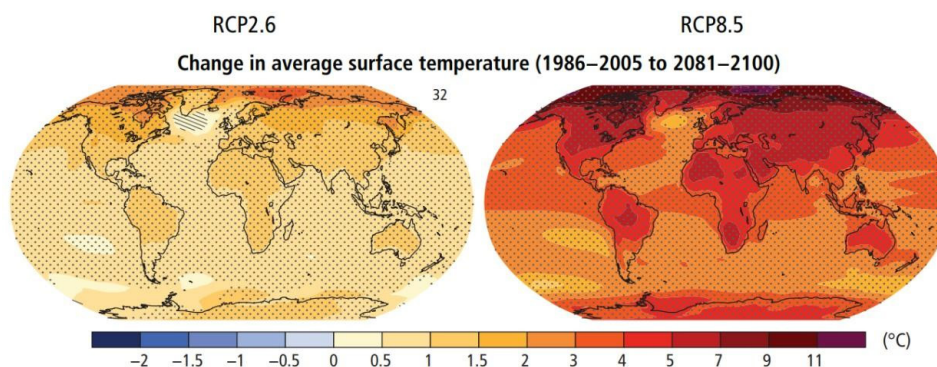 RCP2.6 RCP8.5
Change in average surface temperature (1986–2005 to 2081–2100)
32
(°C)
−2 −1.5 −1 −0.5 0 0.5 1 1.5 2 3 4 5 7 9 11